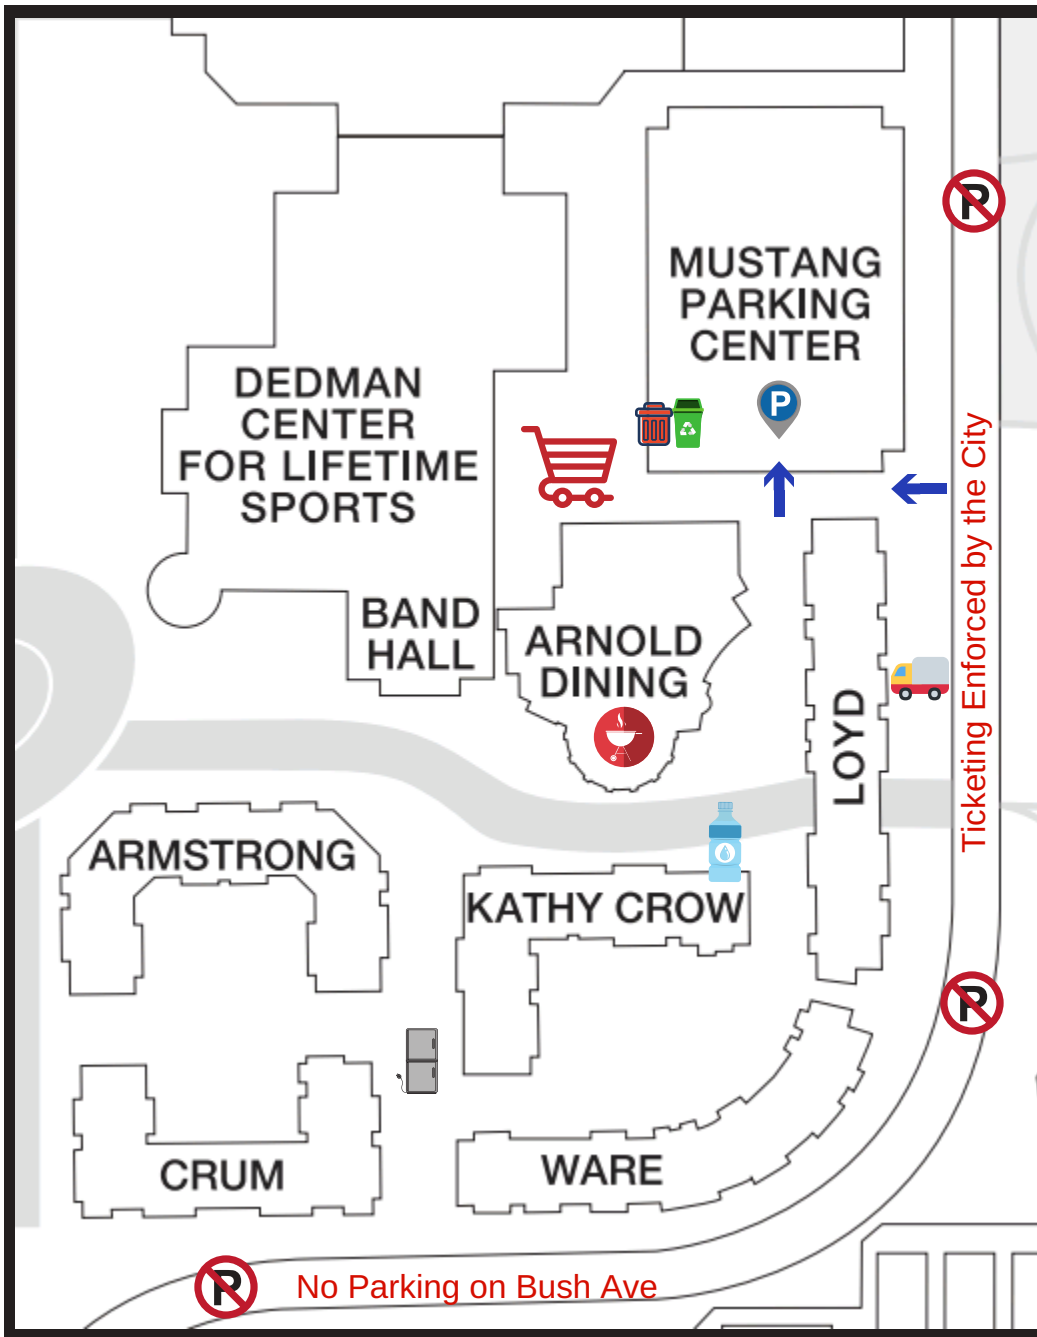 P
MUSTANG
PARKING
CENTER
P
DEDMAN
CENTER
FOR LIFETIME
SPORTS
BAND
HALL
ARNOLD
DINING
LOYD
Ticketing Enforced by the City
ARMSTRONG
KATHY CROW
P
CRUM
WARE
P
No Parking on Bush Ave